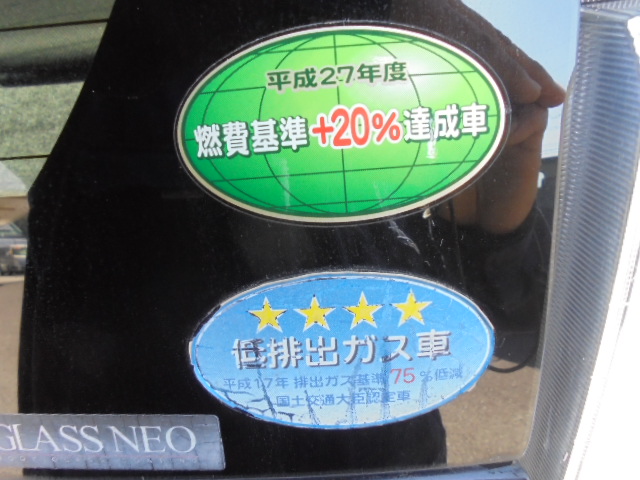 平成27年度
燃費基準+20%達成車
低排出ガス車
平成17年 排出ガス基準75%低減
国土交通大臣認定車
GLASS NEO